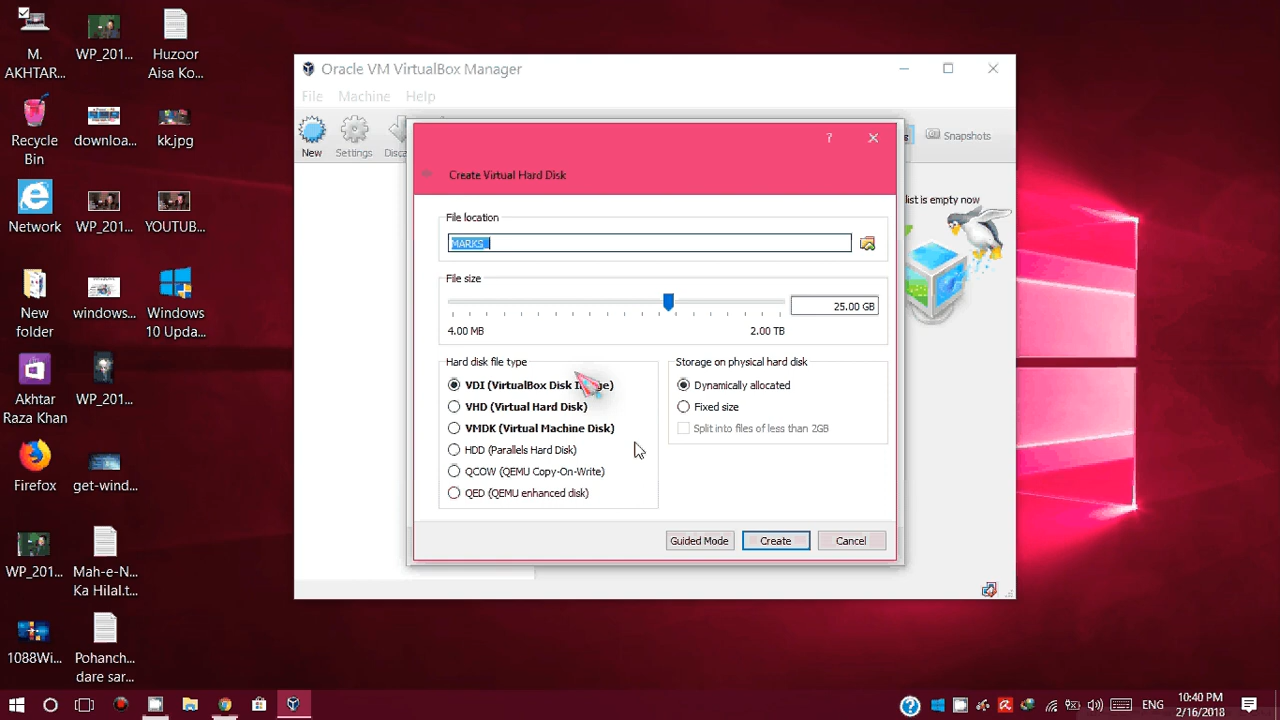 M.
AKHTAR...
WP_201...
Huzoor
Aisa Ko...
Recycle
Bin
downloa...
kk.jpg
Network
WP_201...
YOUTUB...
New
folder
windows...
Windows
10 Upda...
Akhtar
Raza Khan
WP_201...
Firefox
get-wind...
WP_201...
Mah-e-N...
Ka Hilal.t...
1088Wi...
Pohanch...
dare sar...
Oracle VM VirtualBox Manager
File Machine Help
New Settings Disca
Snapshots
list is empty now
?
Create Virtual Hard Disk
File location
MARKS_
File size
25.00 GB
4.00 MB 2.00 TB
Hard disk file type
VDI (VirtualBox Disk Image)
VHD (Virtual Hard Disk)
VMDK (Virtual Machine Disk)
HDD (Parallels Hard Disk)
QCOW (QEMU Copy-On-Write)
QED (QEMU enhanced disk)
Storage on physical hard disk
Dynamically allocated
Fixed size
Split into files of less than 2GB
Guided Mode Create Cancel
ENG
10:40 PM
2/16/2018